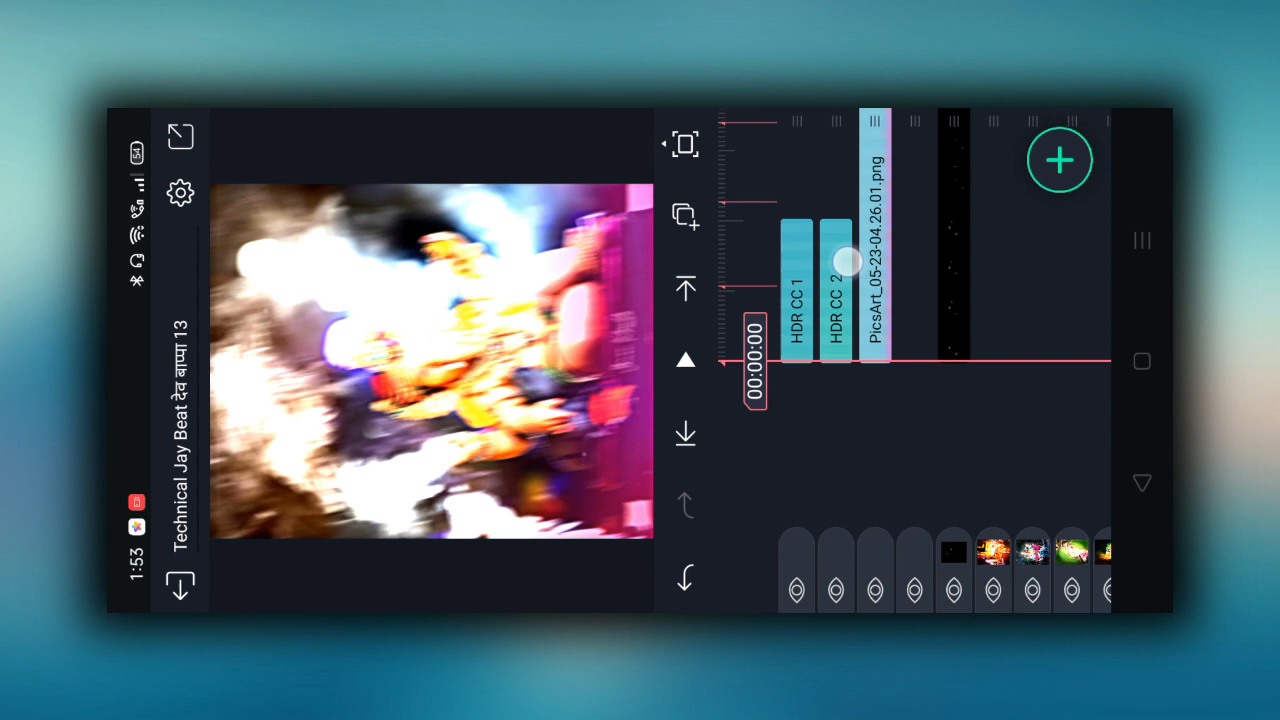 1:53
54
Technical Jay Beat देव बाप्पा 13
00:00:00
HDR CC 1
HDR CC 2
PicsArt_05-23-04.26.01.png